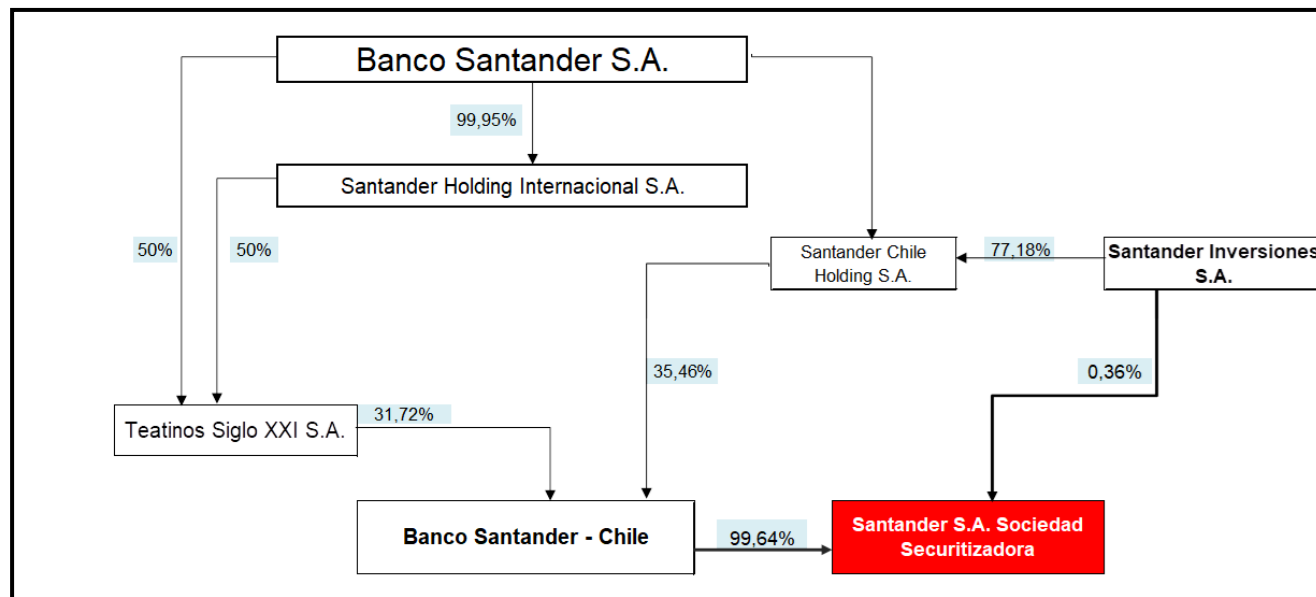 Banco Santander S.A.
99,95%
Santander Holding Internacional S.A.
50%
50%
Santander Chile
Holding S.A.
77,18%
Santander Inversiones
S.A.
35,46%
0,36%
Teatinos Siglo XXI S.A.
31,72%
Banco Santander - Chile
99,64%
Santander S.A. Sociedad
Securitizadora